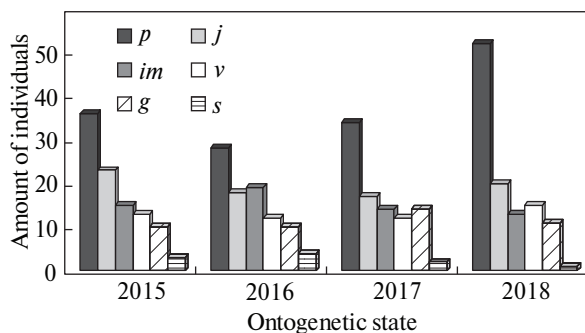 p j
im v
g s
Amount of individuals
50
40
30
20
10
0
2015 2016 2017 2018
Ontogenetic state